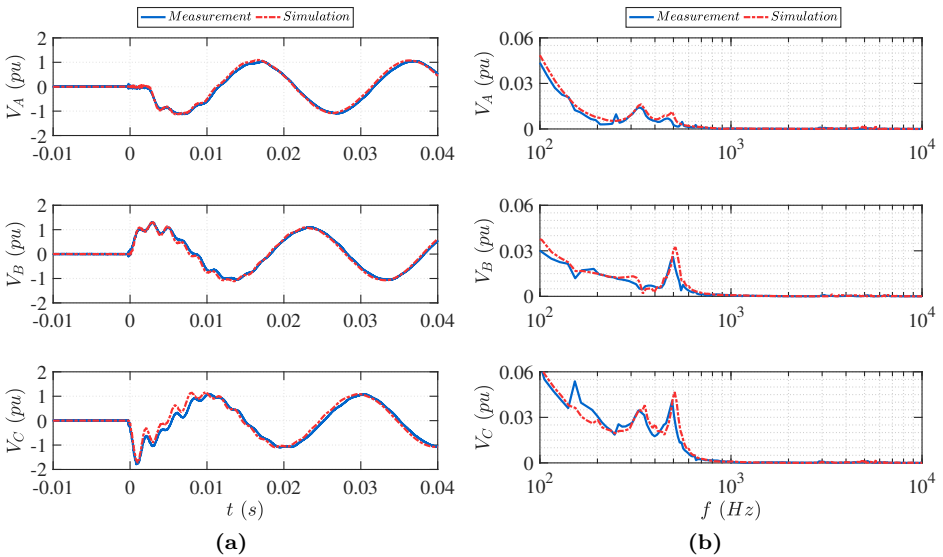 Measurement Simulation
Measurement Simulation
V_A (pu)
2
1
0
-1
-2
-0.01 0 0.01 0.02 0.03 0.04
V_A (pu)
0.06
0.03
0
10^2 10^3 10^4
V_B (pu)
2
1
0
-1
-2
-0.01 0 0.01 0.02 0.03 0.04
V_B (pu)
0.06
0.03
0
10^2 10^3 10^4
V_C (pu)
2
1
0
-1
-2
-0.01 0 0.01 0.02 0.03 0.04
t (s)
V_C (pu)
0.06
0.03
0
10^2 10^3 10^4
f (Hz)
(a)
(b)